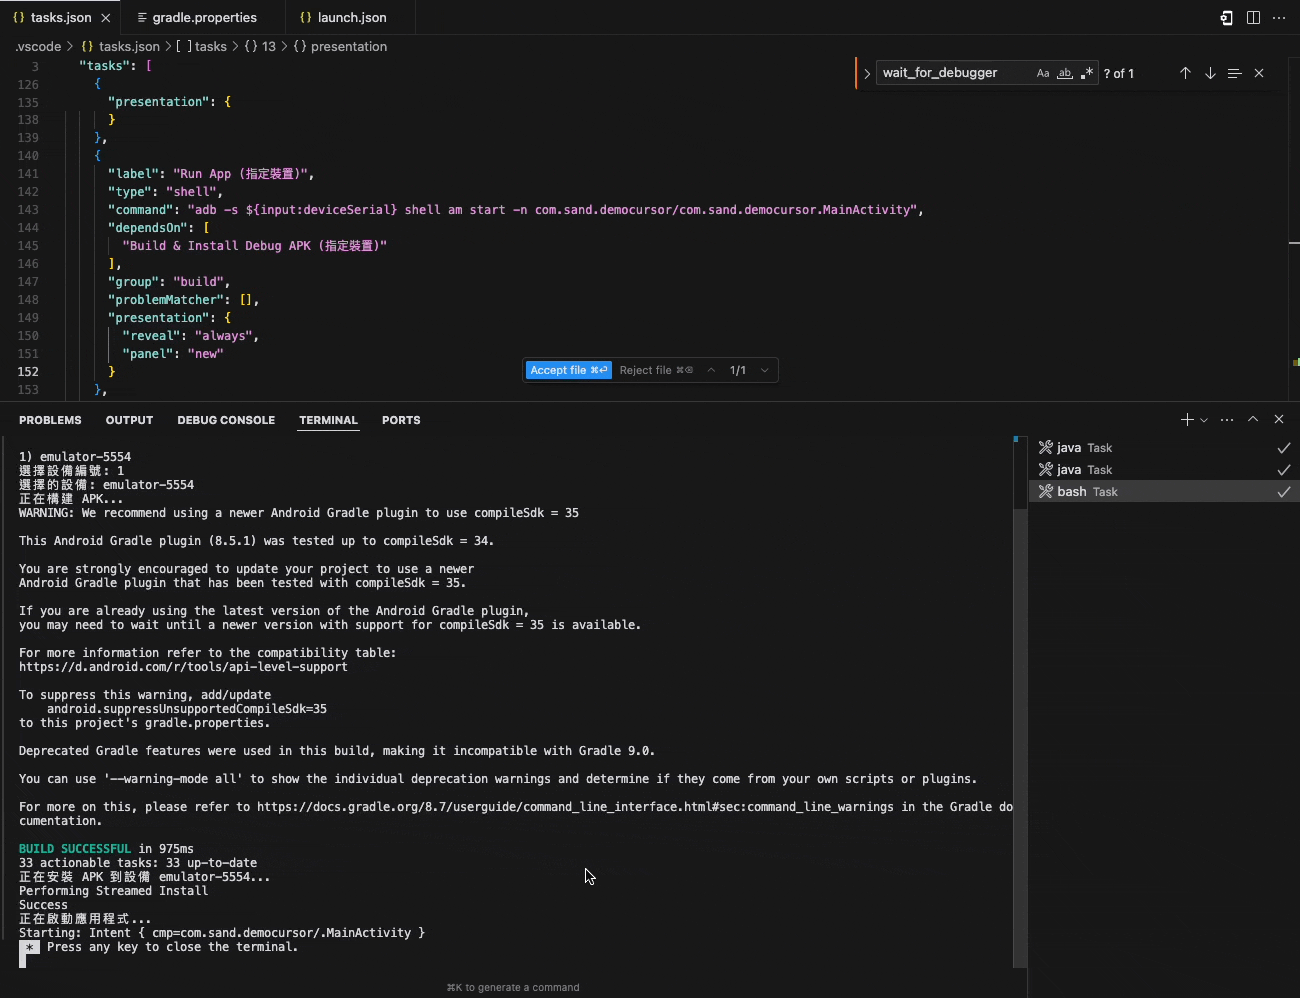 {} tasks.json
gradle.properties
{} launch.json
.vscode > {} tasks.json > [ ] tasks > {} 13 > {} presentation
wait_for_debugger
Aa
ab
.*
? of 1
3 "tasks": [
126 {
135 "presentation": {
138 }
139 },
140 {
141 "label": "Run App (指定裝置)",
142 "type": "shell",
143 "command": "adb -s ${input:deviceSerial} shell am start -n com.sand.democursor/com.sand.democursor.MainActivity",
144 "dependsOn": [
145 "Build & Install Debug APK (指定裝置)"
146 ],
147 "group": "build",
148 "problemMatcher": [],
149 "presentation": {
150 "reveal": "always",
151 "panel": "new"
152 }
153 },
Accept file ⌘⏎ Reject file ⌘⌫ 1/1
PROBLEMS OUTPUT DEBUG CONSOLE TERMINAL PORTS
java Task
java Task
bash Task
1) emulator-5554
選擇設備編號: 1
選擇的設備: emulator-5554
正在構建 APK...
WARNING: We recommend using a newer Android Gradle plugin to use compileSdk = 35
This Android Gradle plugin (8.5.1) was tested up to compileSdk = 34.
You are strongly encouraged to update your project to use a newer
Android Gradle plugin that has been tested with compileSdk = 35.
If you are already using the latest version of the Android Gradle plugin,
you may need to wait until a newer version with support for compileSdk = 35 is available.
For more information refer to the compatibility table:
https://d.android.com/r/tools/api-level-support
To suppress this warning, add/update
android.suppressUnsupportedCompileSdk=35
to this project's gradle.properties.
Deprecated Gradle features were used in this build, making it incompatible with Gradle 9.0.
You can use '--warning-mode all' to show the individual deprecation warnings and determine if they come from your own scripts or plugins.
For more on this, please refer to https://docs.gradle.org/8.7/userguide/command_line_interface.html#sec:command_line_warnings in the Gradle do
cumentation.
BUILD SUCCESSFUL in 975ms
33 actionable tasks: 33 up-to-date
正在安裝 APK 到設備 emulator-5554...
Performing Streamed Install
Success
正在啟動應用程式...
Starting: Intent { cmp=com.sand.democursor/.MainActivity }
* Press any key to close the terminal.
⌘K to generate a command